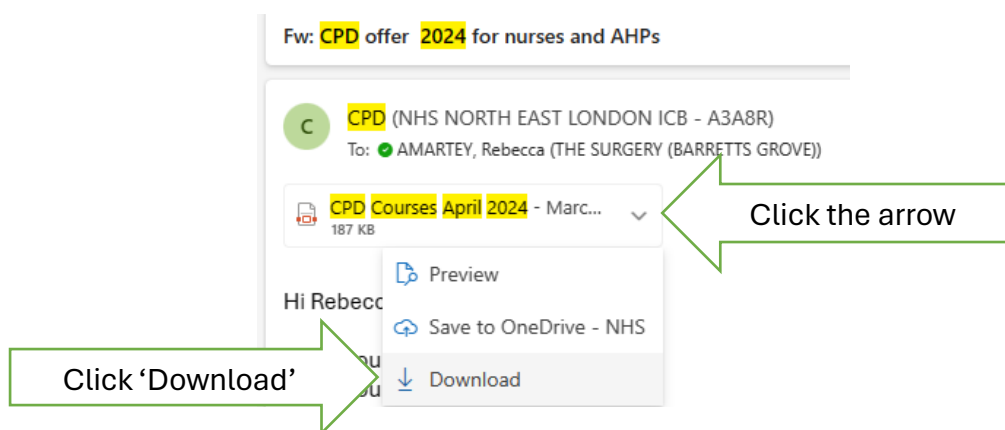 Fw: CPD offer 2024 for nurses and AHPs
C
CPD (NHS NORTH EAST LONDON ICB - A3A8R)
To: AMARTEY, Rebecca (THE SURGERY (BARRETTS GROVE))
CPD Courses April 2024 - Marc...
187 KB
Click the arrow
Preview
Hi Rebecc
Save to OneDrive - NHS
Click ‘Download’
Download